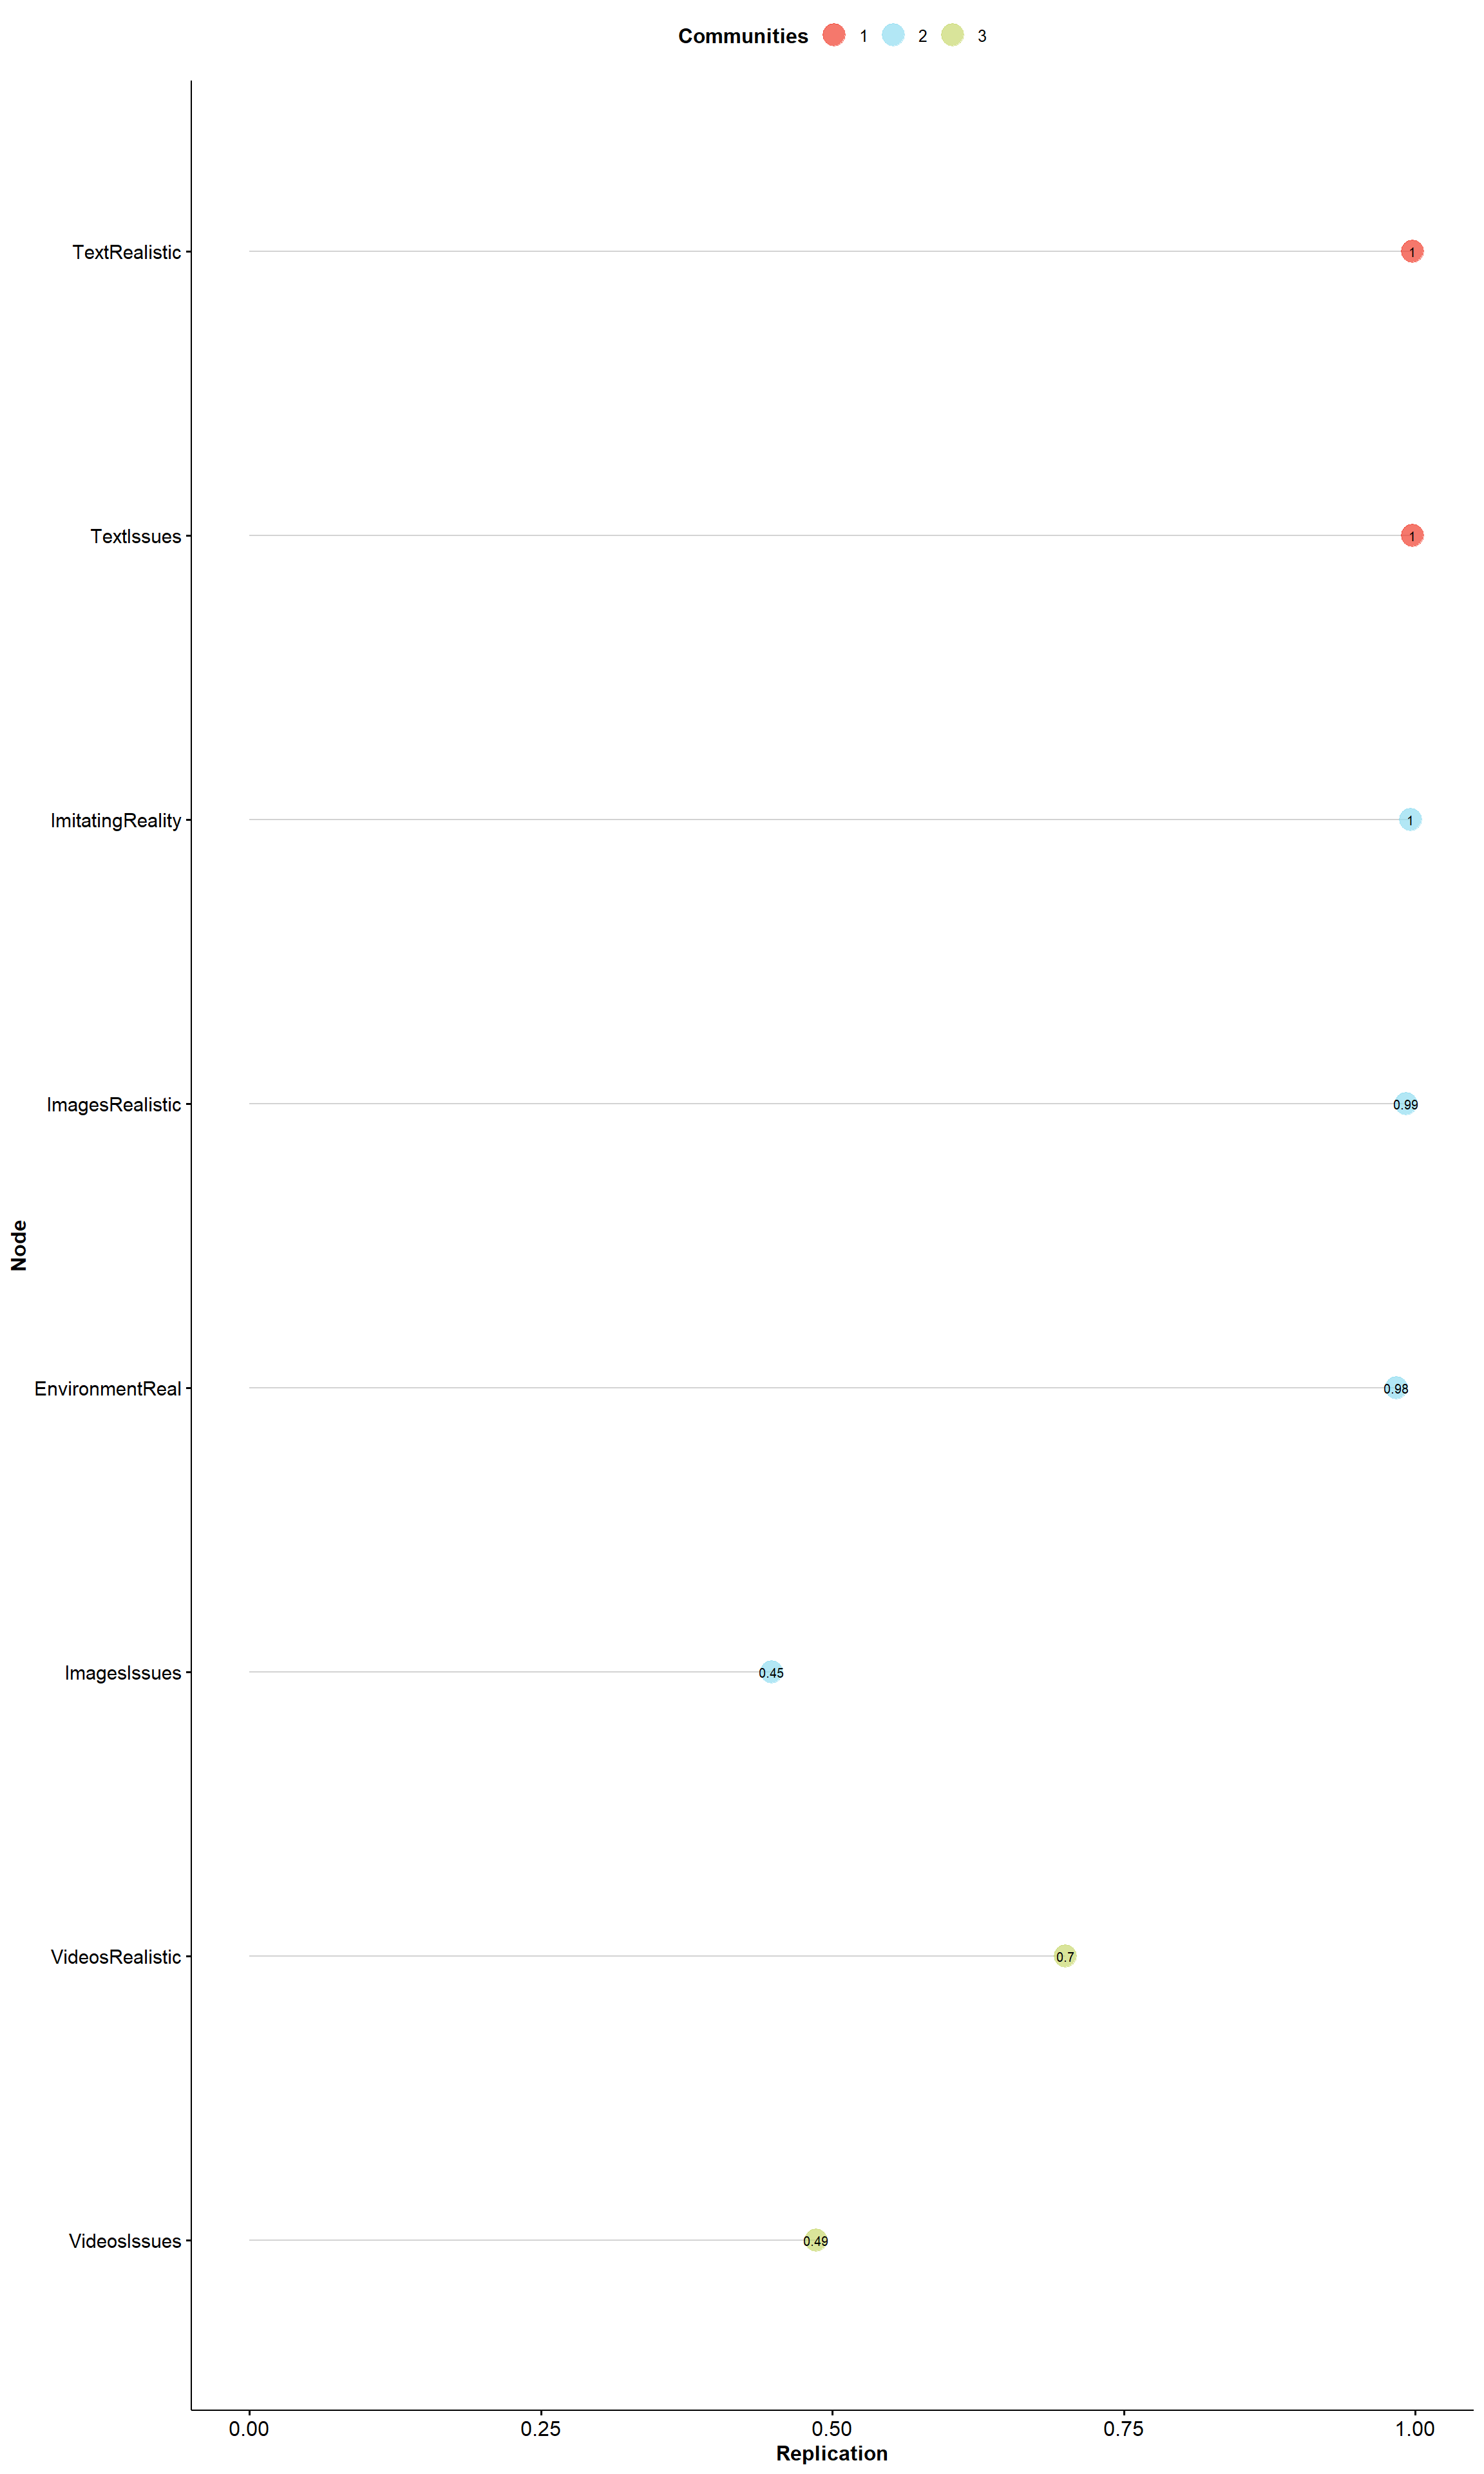 Communities 1 2 3
TextRealistic 1
TextIssues 1
ImitatingReality 1
ImagesRealistic 0.99
Node
EnvironmentReal 0.98
ImagesIssues 0.45
VideosRealistic 0.7
VideosIssues 0.49
0.00 0.25 0.50 0.75 1.00
Replication